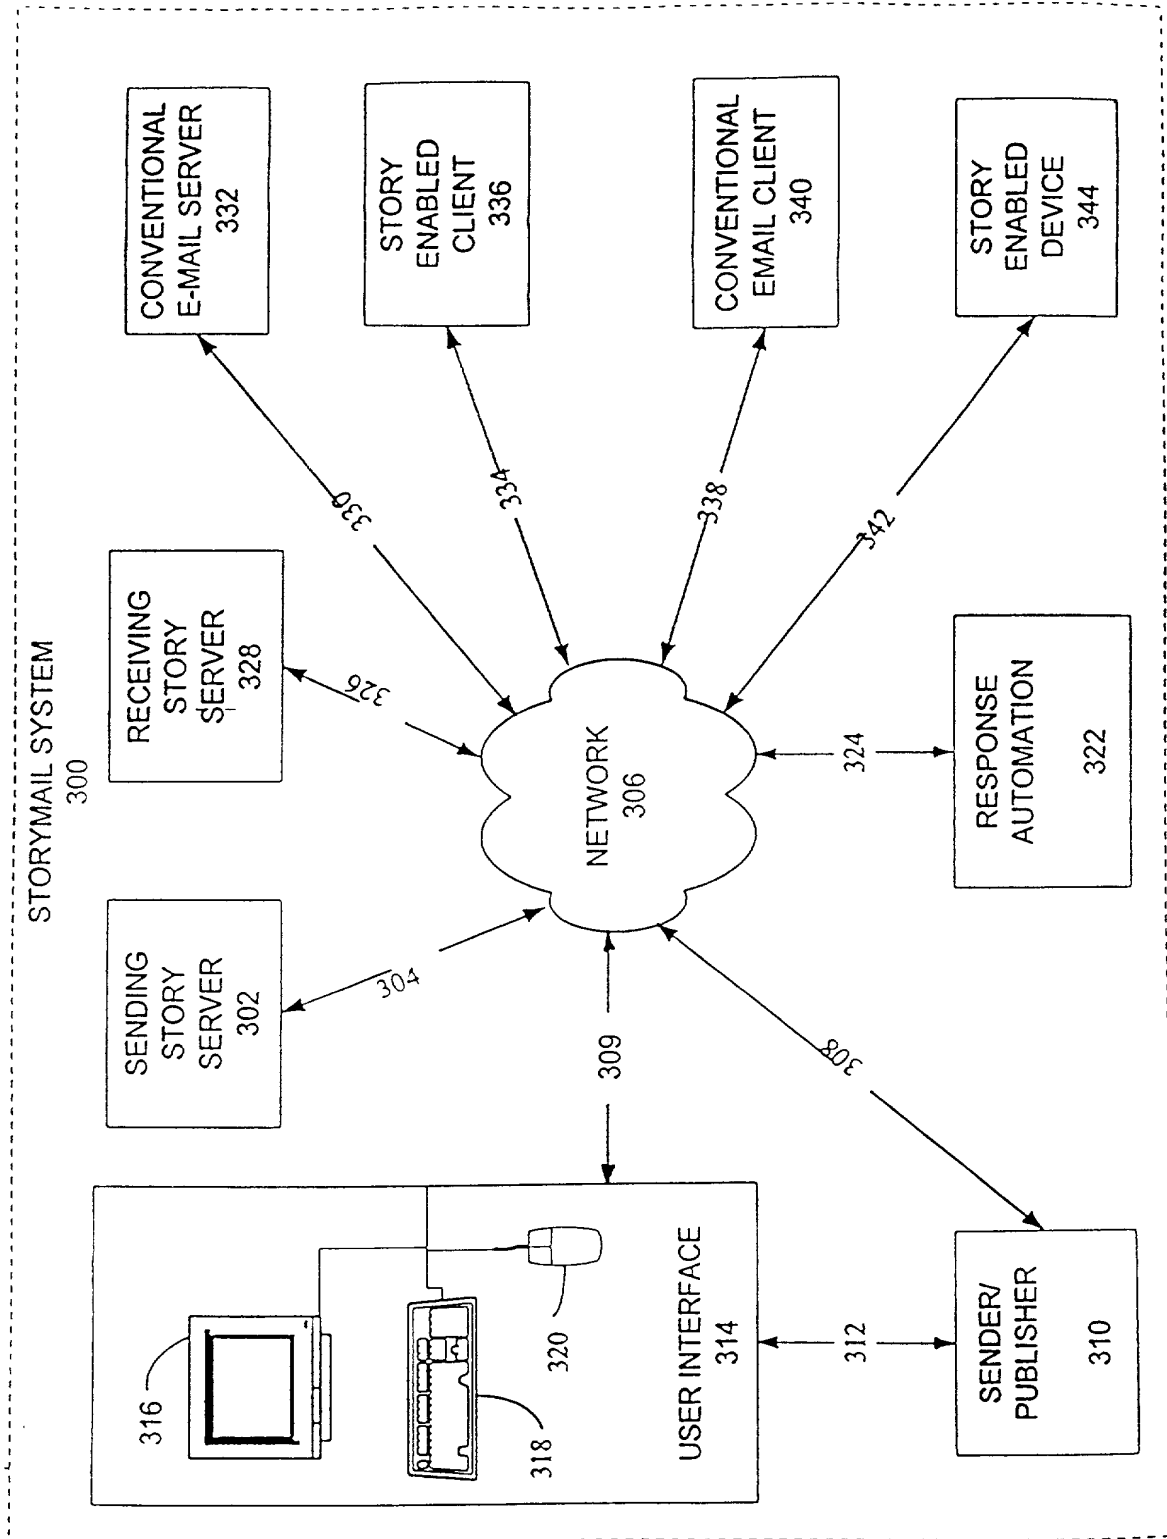 STORYMAIL SYSTEM
300
SENDING
STORY
SERVER
302
RECEIVING
STORY
SERVER
328
CONVENTIONAL
E-MAIL SERVER
332
STORY
ENABLED
CLIENT
336
CONVENTIONAL
EMAIL CLIENT
340
STORY
ENABLED
DEVICE
344
304
326
330
334
338
342
NETWORK
306
309
308
324
316
318
320
USER INTERFACE
314
312
SENDER/
PUBLISHER
310
RESPONSE
AUTOMATION
322